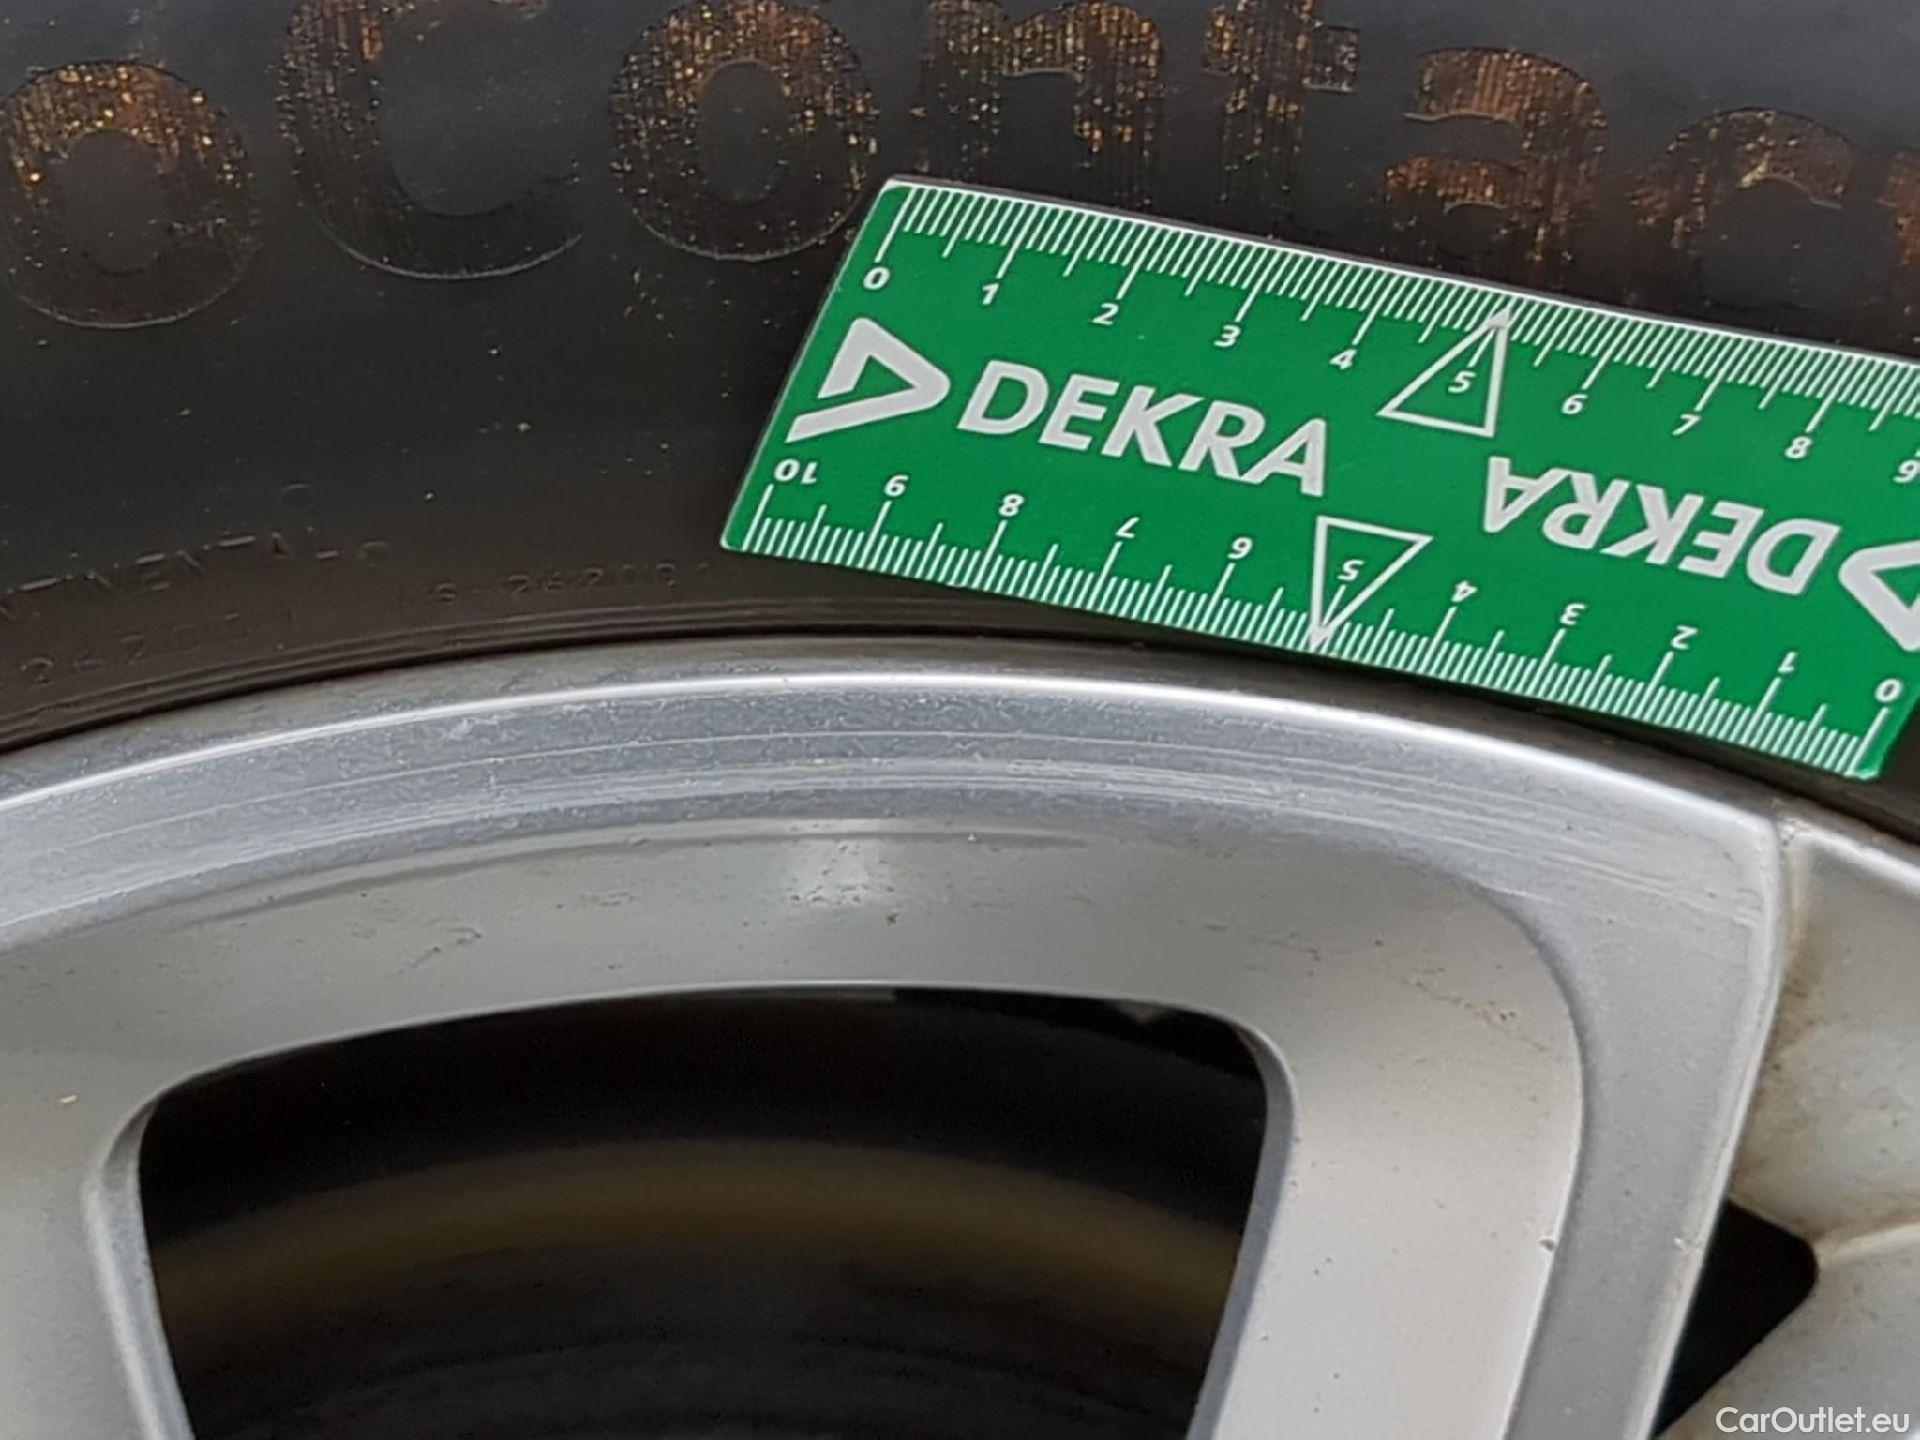 oContac
0 1 2 3 4 5 6 7 8 9
DEKRA
DEKRA
10 9 8 7 6 5 4 3 2 1 0
CONTINENTAL
CarOutlet.eu